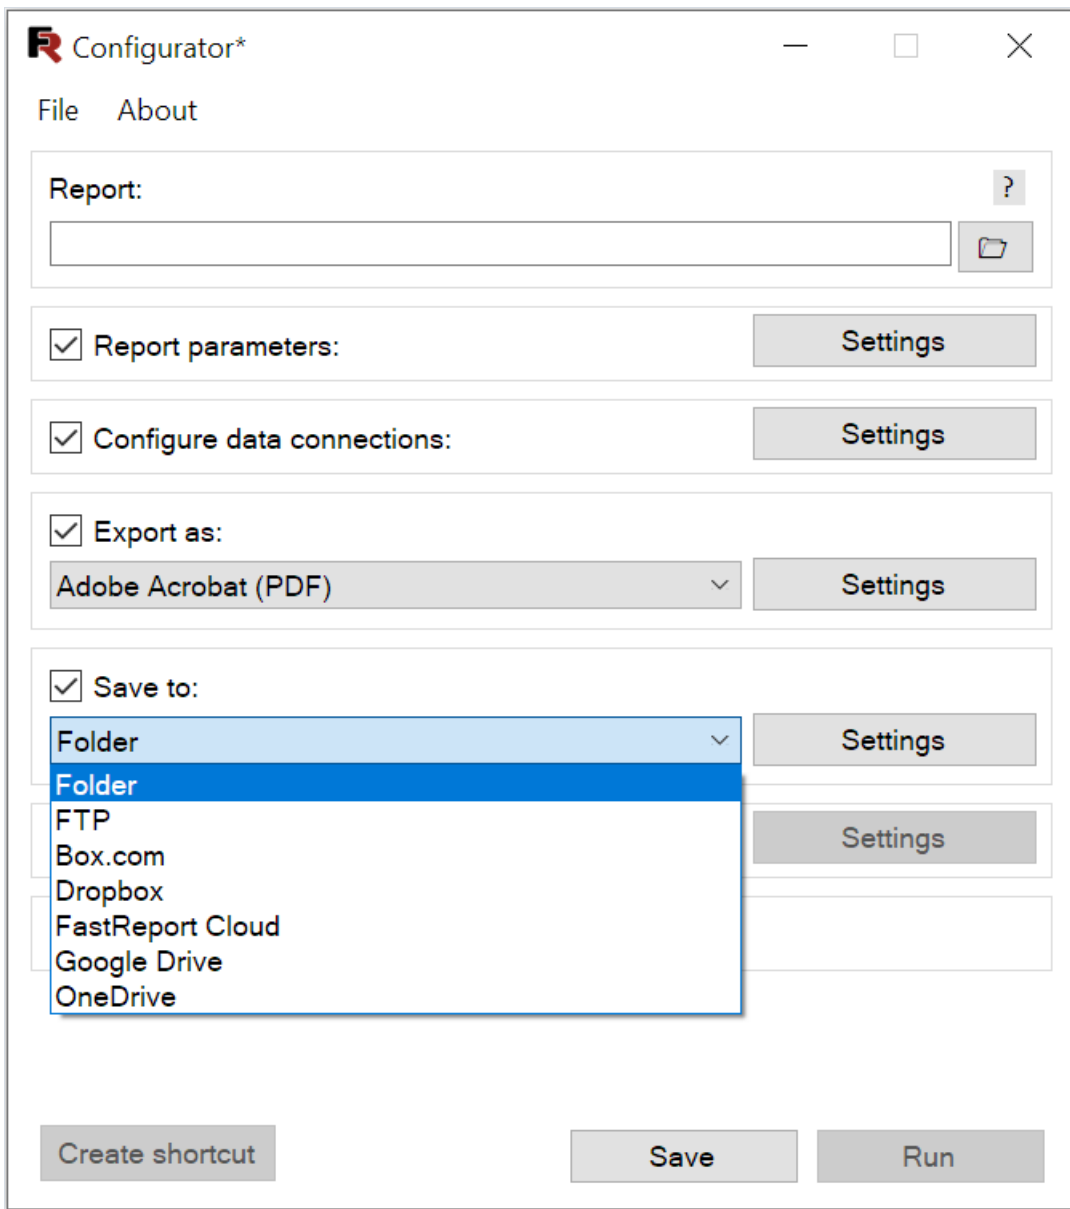 FR Configurator*
File About
Report: ?
Report parameters: Settings
Configure data connections: Settings
Export as:
Adobe Acrobat (PDF) Settings
Save to:
Folder Settings
Folder
FTP
Settings
Box.com
Dropbox
FastReport Cloud
Google Drive
OneDrive
Create shortcut Save Run